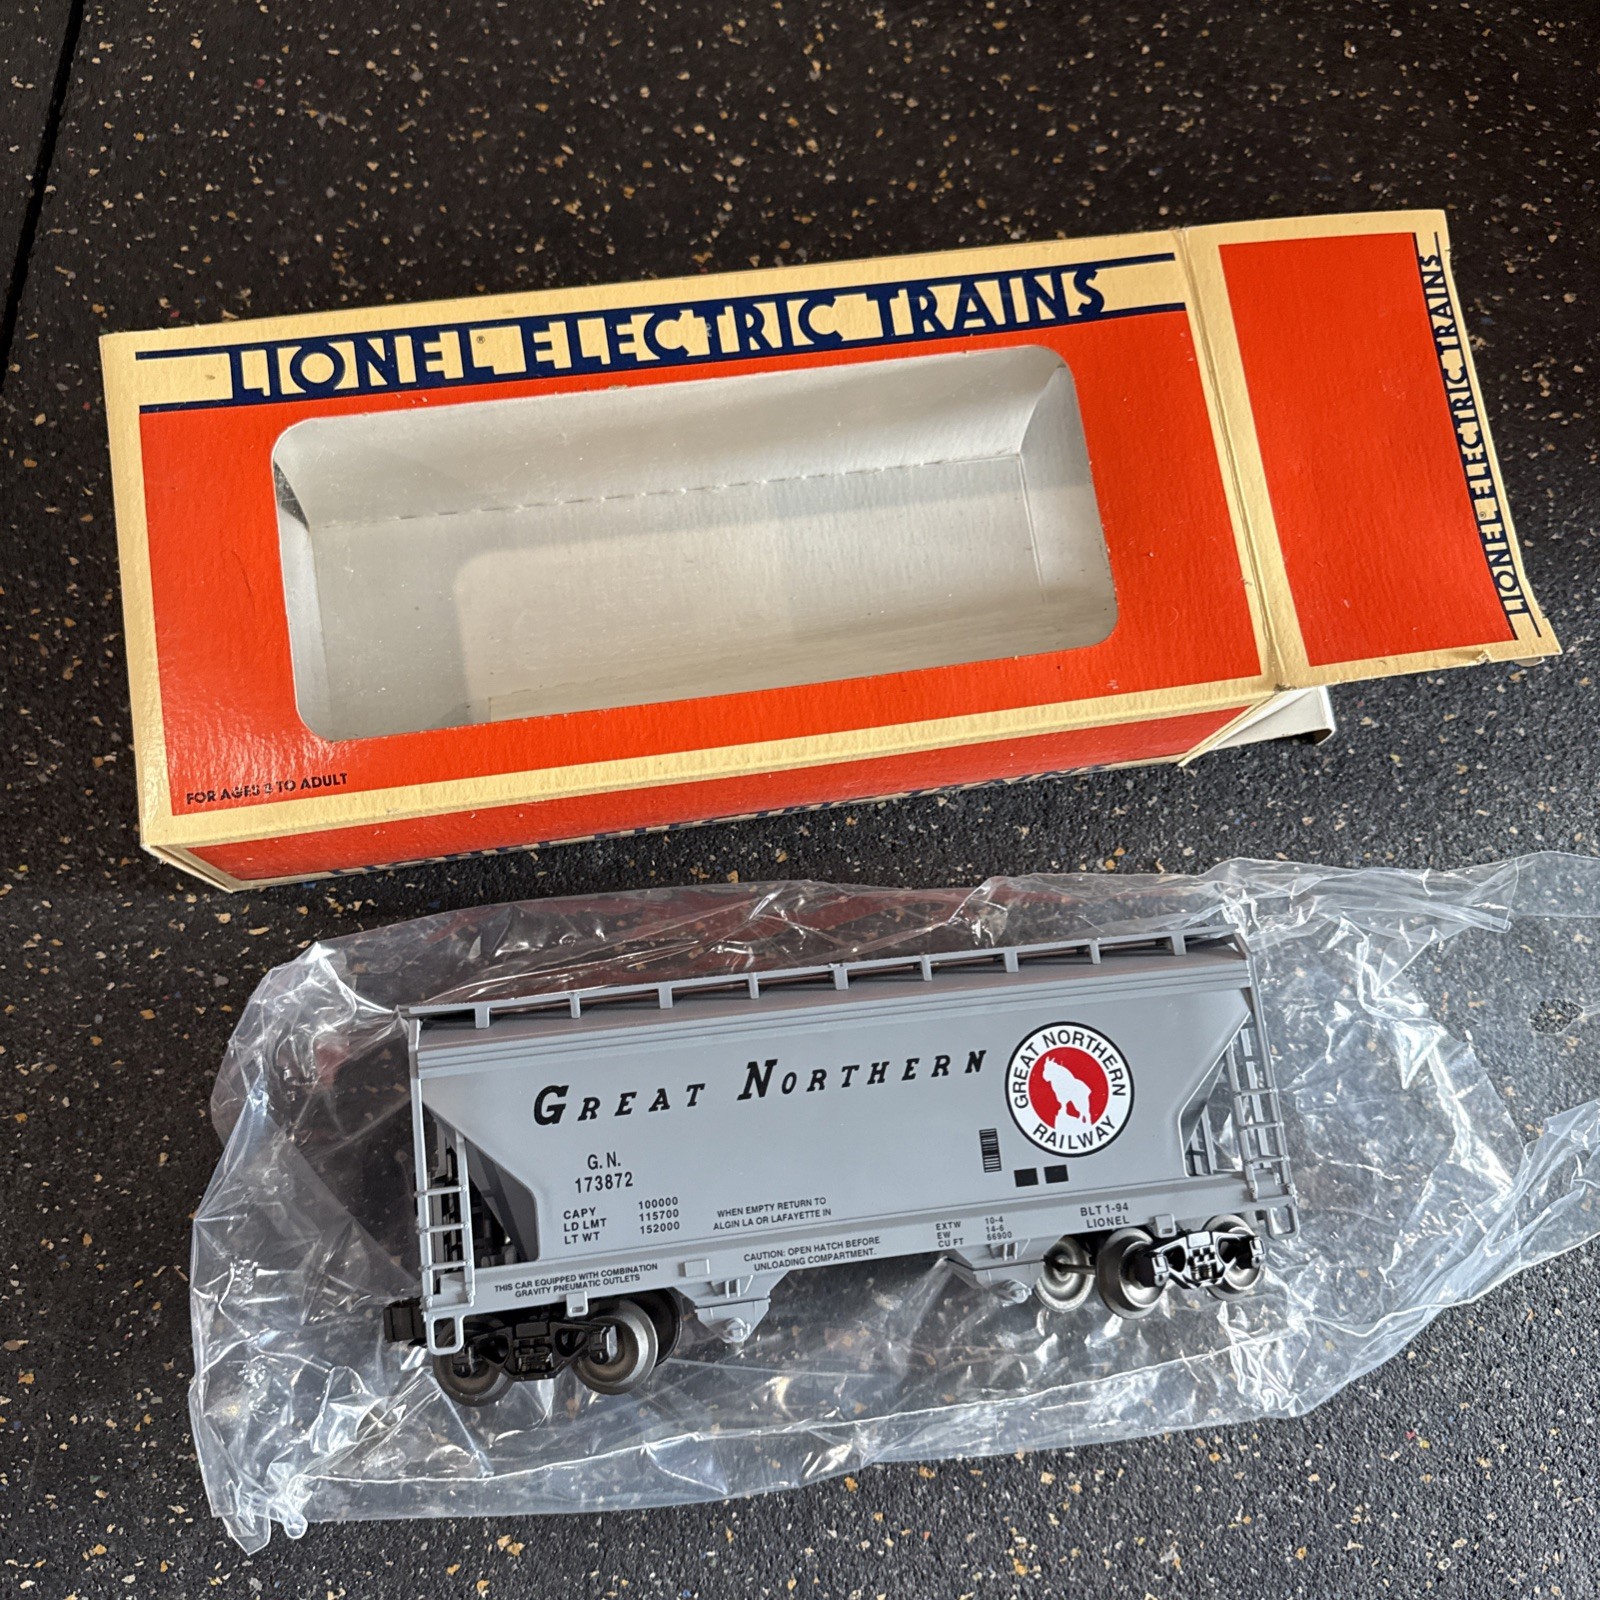 LIONEL® ELECTRIC TRAINS
LIONEL® ELECTRIC TRAINS
FOR AGES 8 TO ADULT
GREAT NORTHERN
GREAT NORTHERN
RAILWAY
G.N.
173872
CAPY 100000
LD LMT 115700
LT WT 152000
WHEN EMPTY RETURN TO
ALGIN LA OR LAFAYETTE IN
EXTW 10-4
EW 14-6
CU FT 66900
BLT 1-94
LIONEL
CAUTION: OPEN HATCH BEFORE
UNLOADING COMPARTMENT.
THIS CAR EQUIPPED WITH COMBINATION
GRAVITY PNEUMATIC OUTLETS